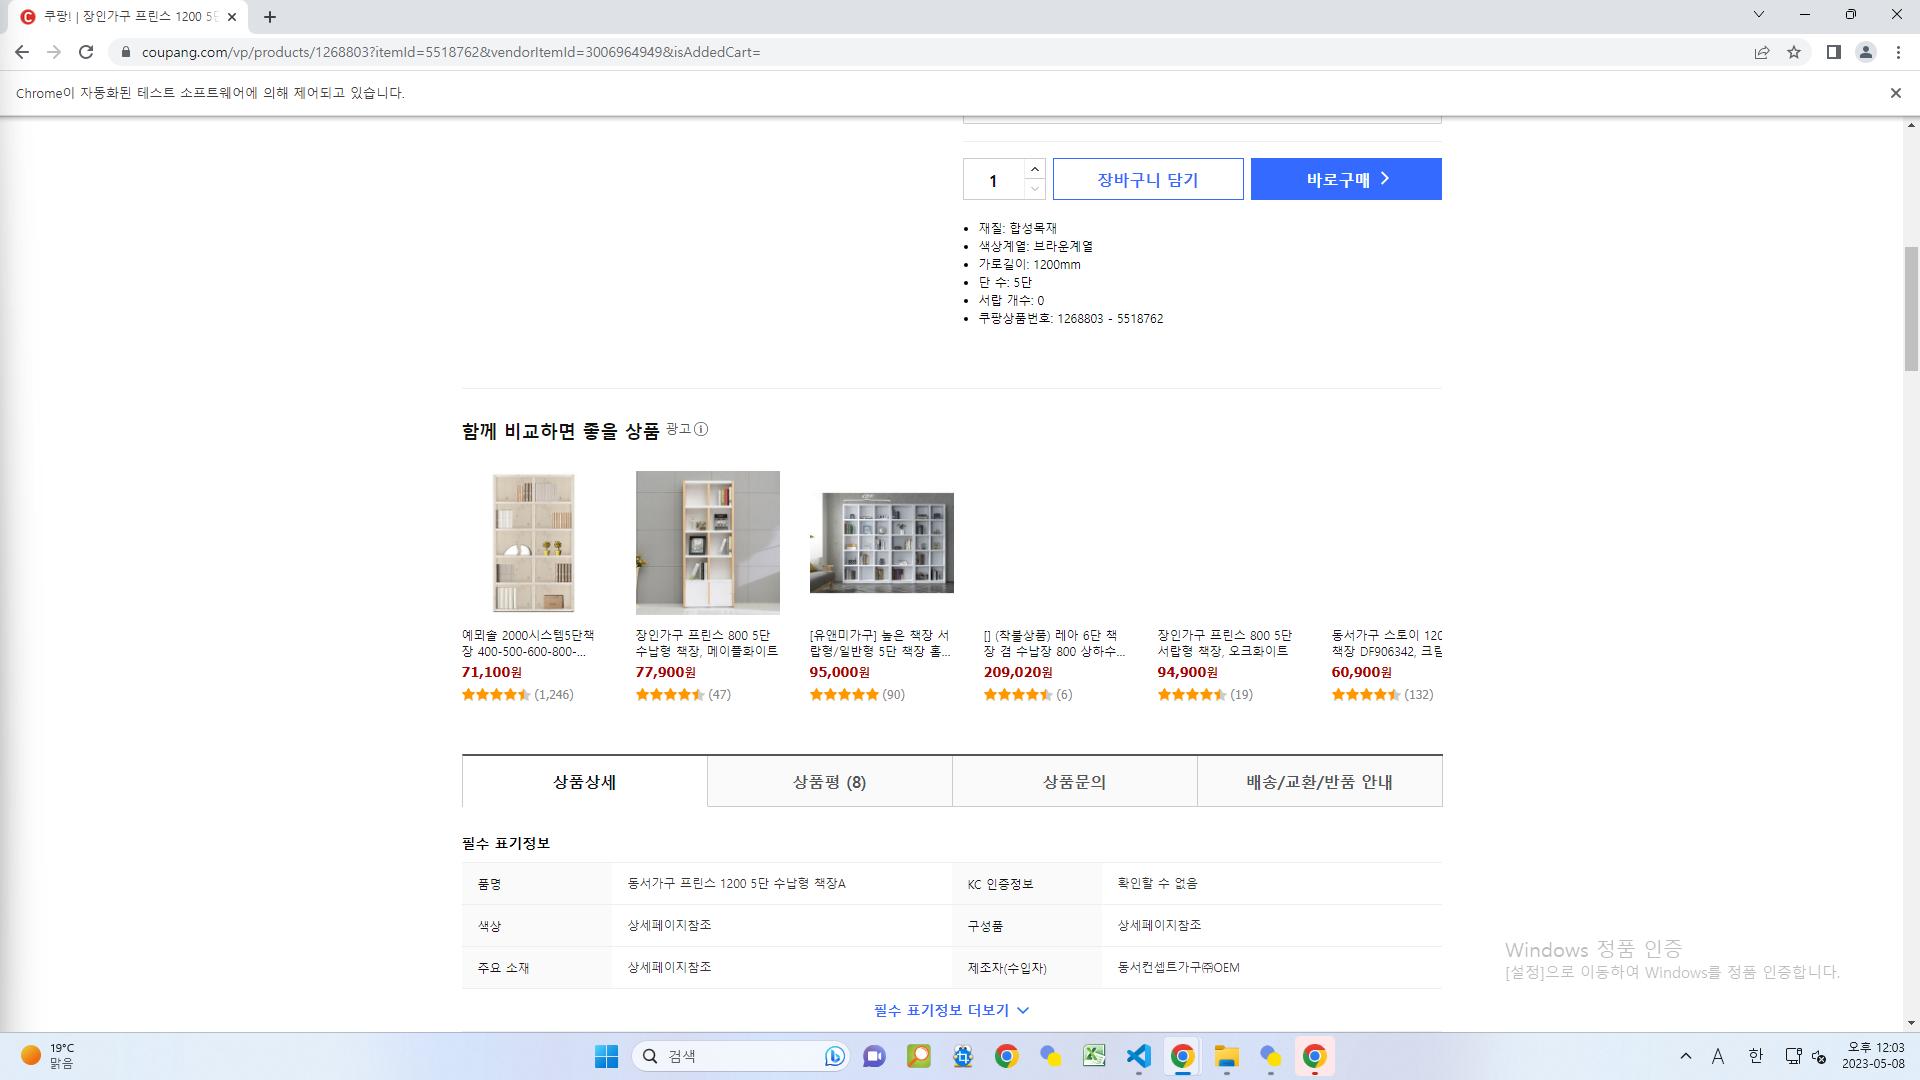 쿠팡! | 장인가구 프린스 1200 5단
coupang.com/vp/products/1268803?itemId=5518762&vendorItemId=3006964949&isAddedCart=
Chrome이 자동화된 테스트 소프트웨어에 의해 제어되고 있습니다.
1
장바구니 담기
바로구매
재질: 합성목재
색상계열: 브라운계열
가로길이: 1200mm
단 수: 5단
서랍 개수: 0
쿠팡상품번호: 1268803 - 5518762
함께 비교하면 좋을 상품 광고
예뫼솔 2000시스템5단책
장 400-500-600-800-...
71,100원
(1,246)
장인가구 프린스 800 5단
수납형 책장, 메이플화이트
77,900원
(47)
[유앤미가구] 높은 책장 서
랍형/일반형 5단 책장 홈...
95,000원
(90)
[] (착불상품) 레아 6단 책
장 겸 수납장 800 상하수...
209,020원
(6)
장인가구 프린스 800 5단
서랍형 책장, 오크화이트
94,900원
(19)
동서가구 스토이 120
책장 DF906342, 크림
60,900원
(132)
상품상세
상품평 (8)
상품문의
배송/교환/반품 안내
필수 표기정보
품명 동서가구 프린스 1200 5단 수납형 책장A KC 인증정보 확인할 수 없음
색상 상세페이지참조 구성품 상세페이지참조
주요 소재 상세페이지참조 제조자(수입자) 동서컨셉트가구㈜OEM
필수 표기정보 더보기
Windows 정품 인증
[설정]으로 이동하여 Windows를 정품 인증합니다.
19°C
맑음
검색
A
한
오후 12:03
2023-05-08